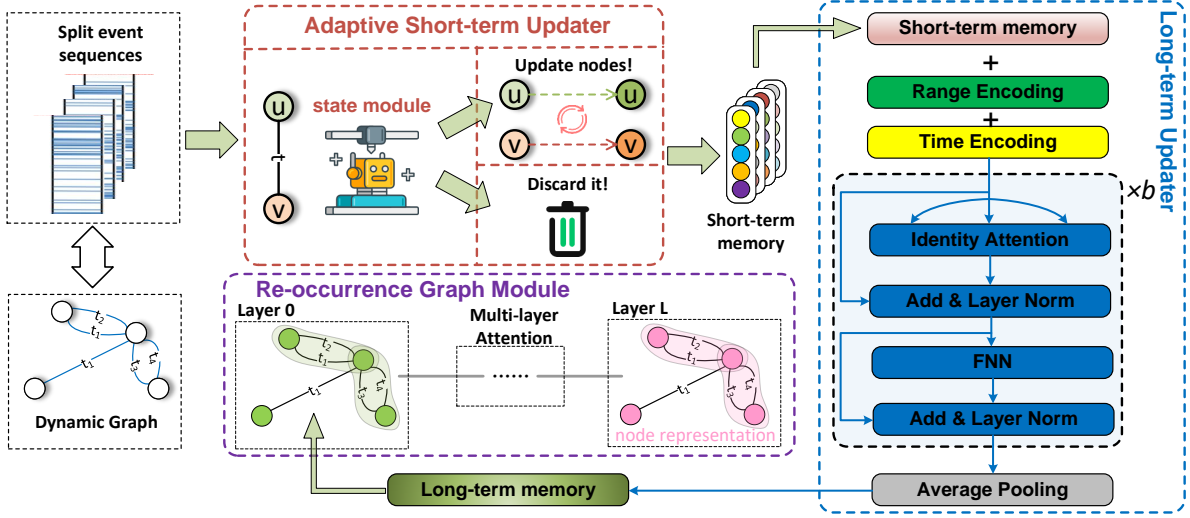 Split event
sequences
Dynamic Graph
t2
t1
t1
t3
t4
Adaptive Short-term Updater
u
t
v
state module
Update nodes!
u
u
v
v
Discard it!
Short-term
memory
Re-occurrence Graph Module
Layer 0
t2
t1
t1
t3
t4
Multi-layer
Attention
......
Layer L
t2
t1
t1
t3
t4
node representation
Long-term memory
Long-term Updater
Short-term memory
+
Range Encoding
+
Time Encoding
×b
Identity Attention
Add & Layer Norm
FNN
Add & Layer Norm
Average Pooling